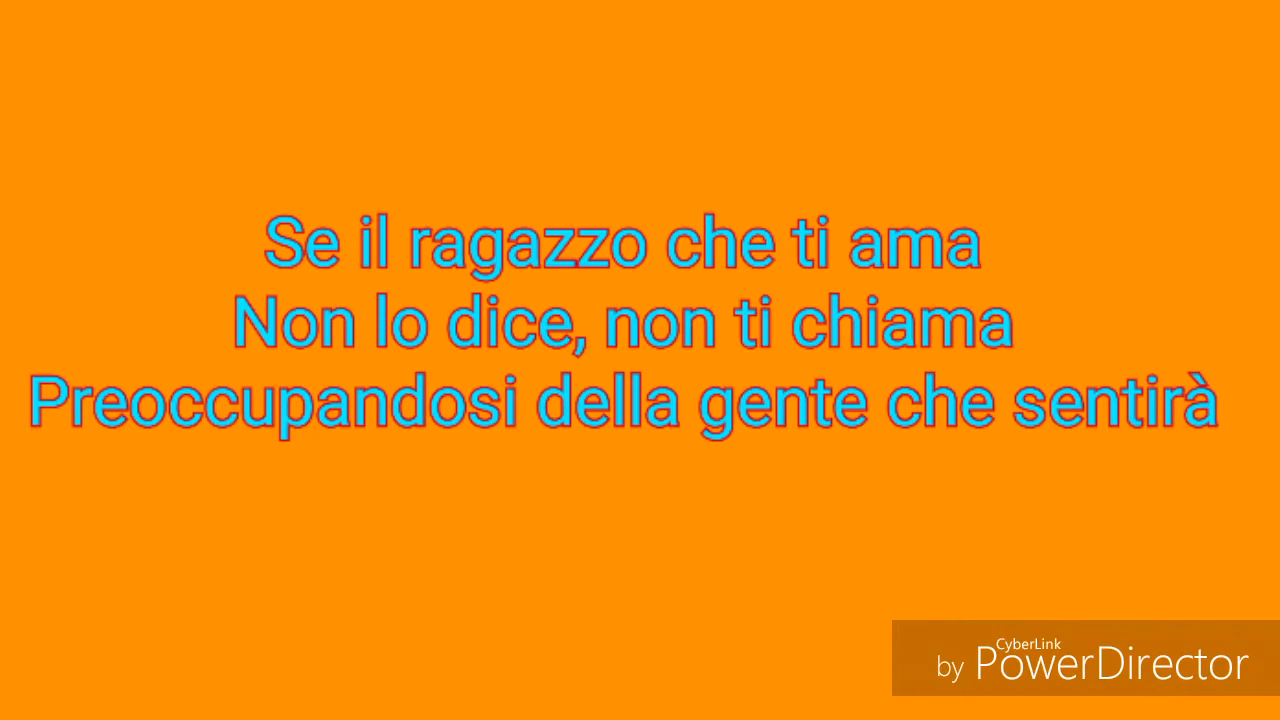 Se il ragazzo che ti ama
Non lo dice, non ti chiama
Preoccupandosi della gente che sentirà
CyberLink
by PowerDirector